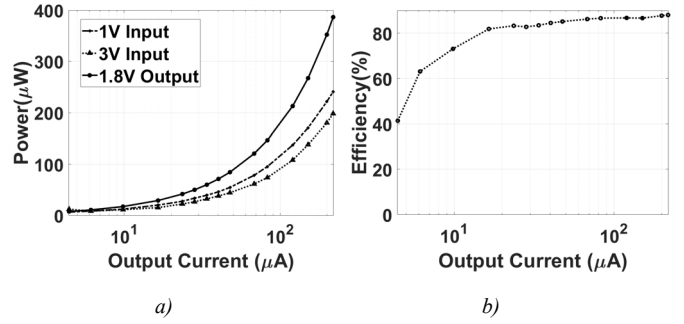 400
300
200
100
0
Power(μW)
1V Input
3V Input
1.8V Output
10¹
10²
Output Current (μA)
a)
80
60
40
20
0
Efficiency(%)
10¹
10²
Output Current (μA)
b)